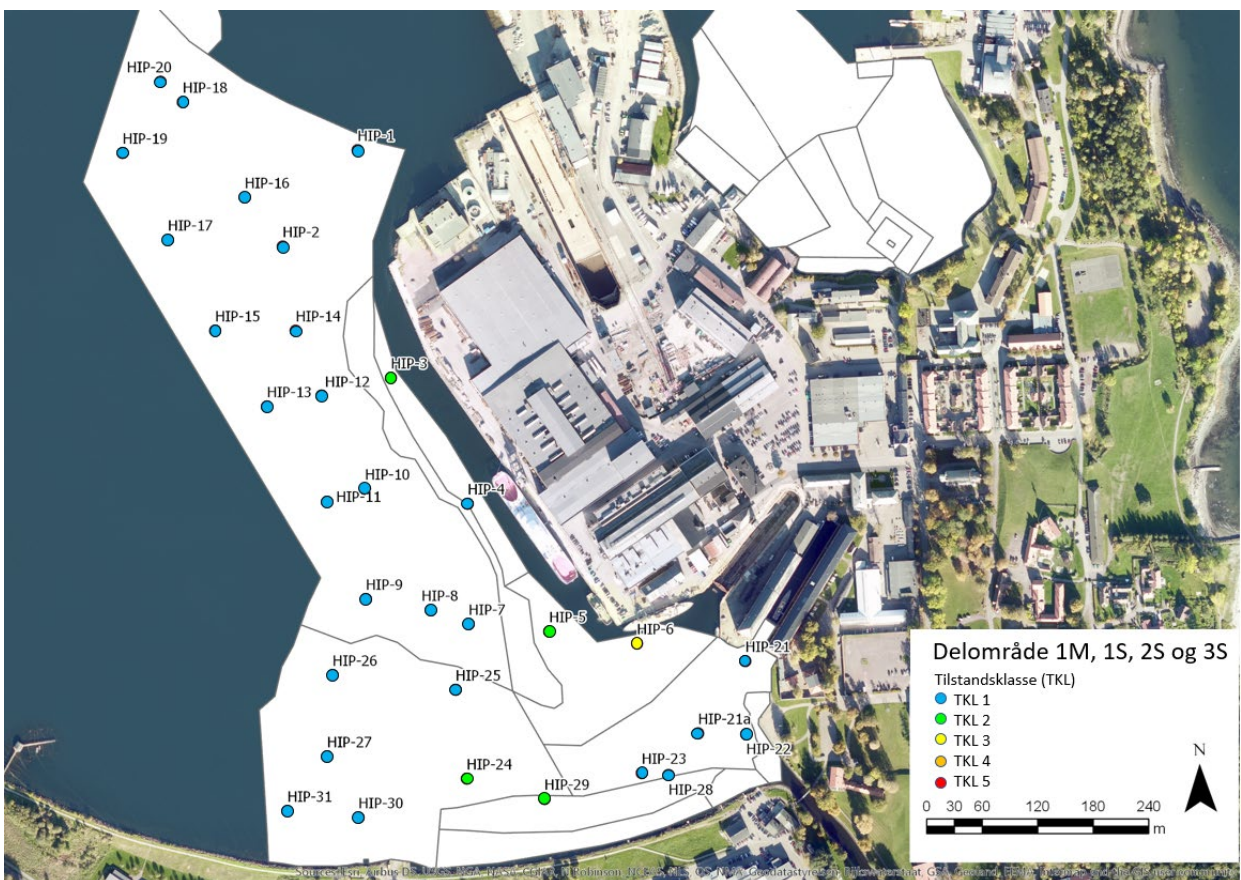 HIP-20
HIP-18
HIP-1
HIP-19
HIP-16
HIP-17
HIP-2
HIP-15
HIP-14
HIP-3
HIP-12
HIP-13
HIP-10
HIP-4
HIP-11
HIP-9
HIP-8
HIP-7
HIP-5
HIP-6
HIP-21
HIP-26
HIP-25
HIP-21a
HIP-22
HIP-27
HIP-23
HIP-24
HIP-28
HIP-29
HIP-31
HIP-30
Delområde 1M, 1S, 2S og 3S
Tilstandsklasse (TKL)
TKL 1
TKL 2
TKL 3
TKL 4
TKL 5
N
0 30 60 120 180 240
m
Sources: Esri, Airbus